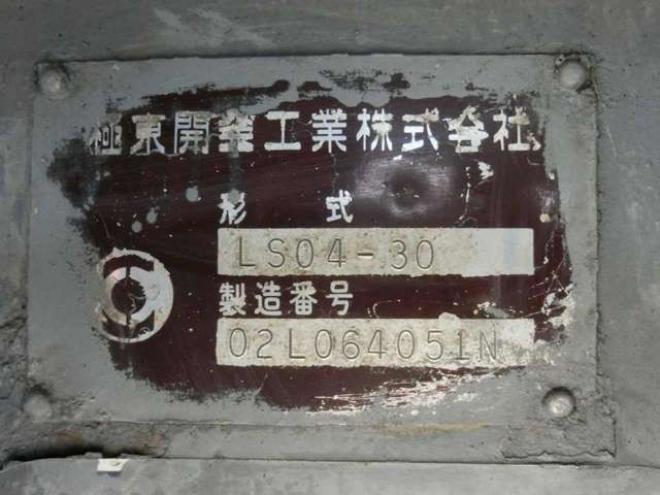 極東開発工業株式会社
形式
LS04-30
製造番号
02L064051N